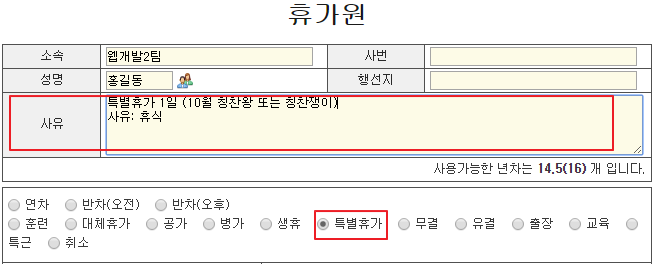 휴가원
소속 웹개발2팀 사번
성명 홍길동 행선지
사유 특별휴가 1일 (10월 칭찬왕 또는 칭찬쟁이)
사유: 휴식
사용가능한 년차는 14.5(16) 개 입니다.
연차 반차(오전) 반차(오후)
훈련 대체휴가 공가 병가 생휴 특별휴가 무결 유결 출장 교육
특근 취소